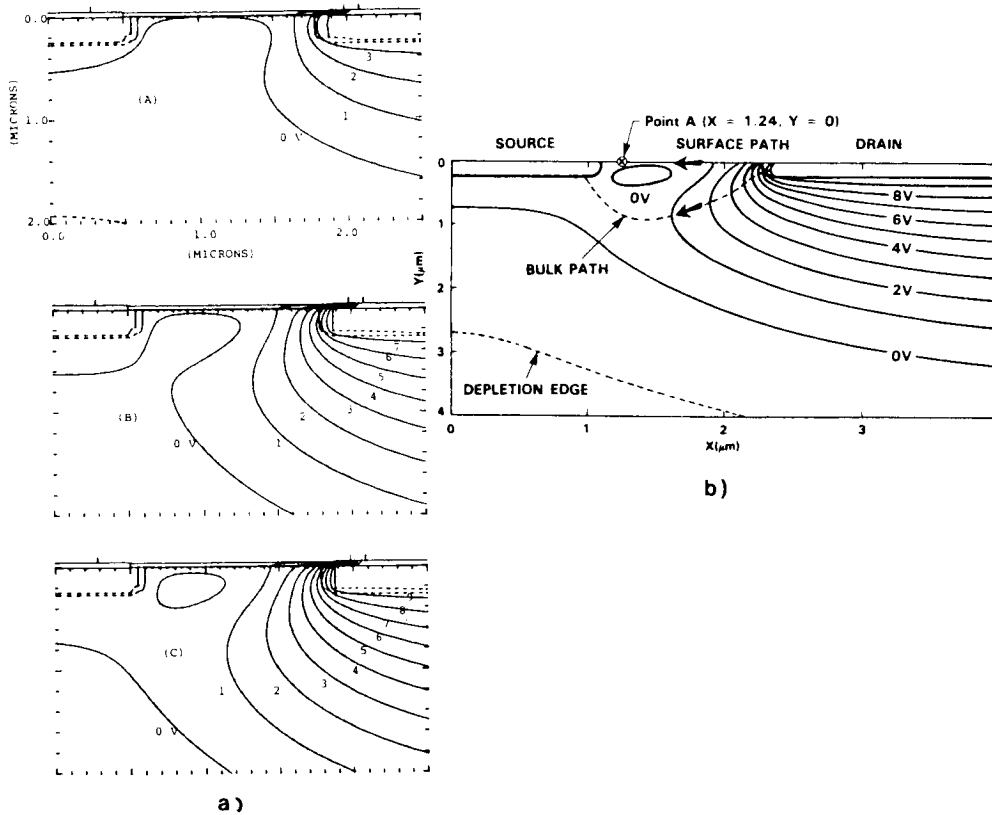 0.0
(MICRONS)
1.0
2.0
0.0
1.0
2.0
(MICRONS)
(A)
0 V
1
2
3
(B)
0 V
1
2
3
4
5
6
7
(C)
0 V
1
2
3
4
5
6
7
8
9
a)
Point A (X = 1.24, Y = 0)
SOURCE
SURFACE PATH
DRAIN
0
1
2
3
4
Y(μm)
0V
8V
6V
4V
2V
0V
BULK PATH
DEPLETION EDGE
0
1
2
3
X(μm)
b)